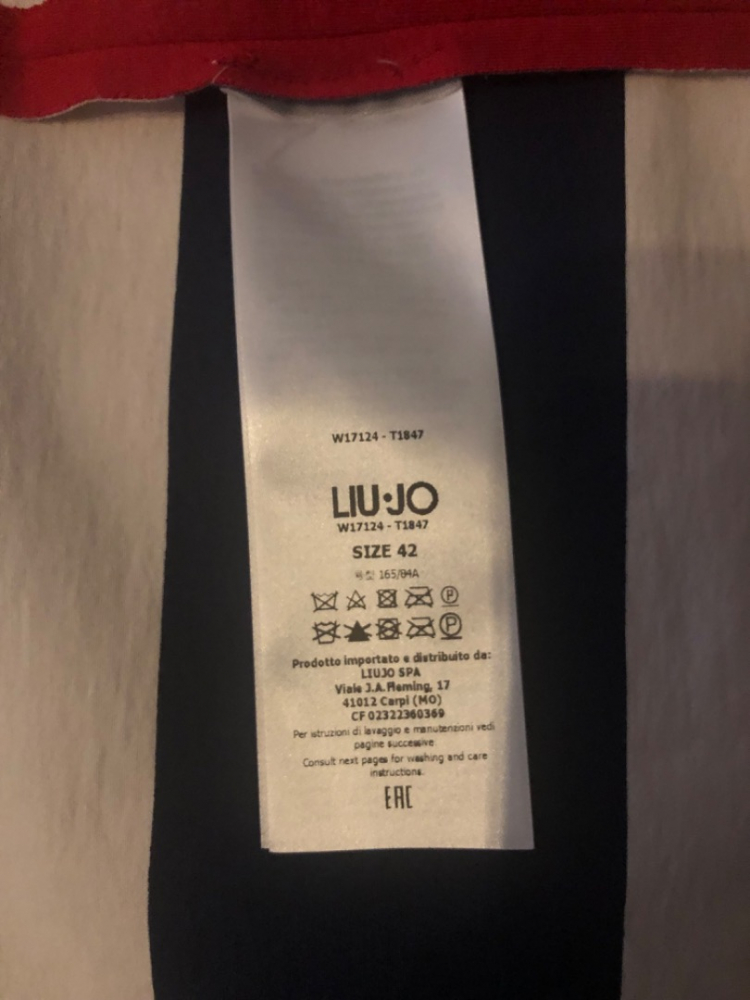 W17124 - T1847
LIU·JO
W17124 - T1847
SIZE 42
165/84A
P
P
Prodotto importato e distribuito da:
LIUJO SPA
Viale J.A.Fleming, 17
41012 Carpi (MO)
CF 02322360369
Per istruzioni di lavaggio e manutenzioni vedi
pagine successive
Consult next pages for washing and care
instructions.
EAC